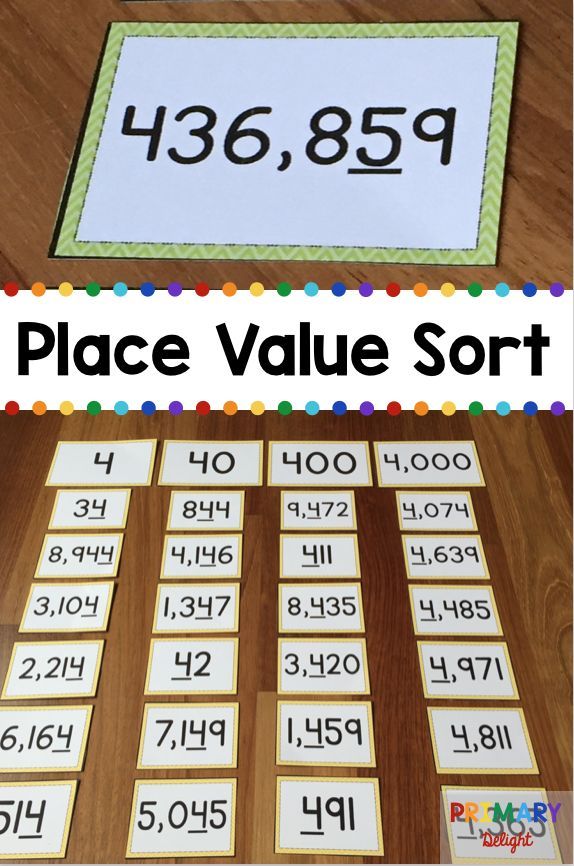 436,859
Place Value Sort
4 40 400 4,000
34 844 9,472 4,074
8,944 4,146 411 4,639
3,104 1,347 8,435 4,485
2,214 42 3,420 4,971
6,164 7,149 1,459 4,811
514 5,045 491 4,363
PRIMARY
Delight